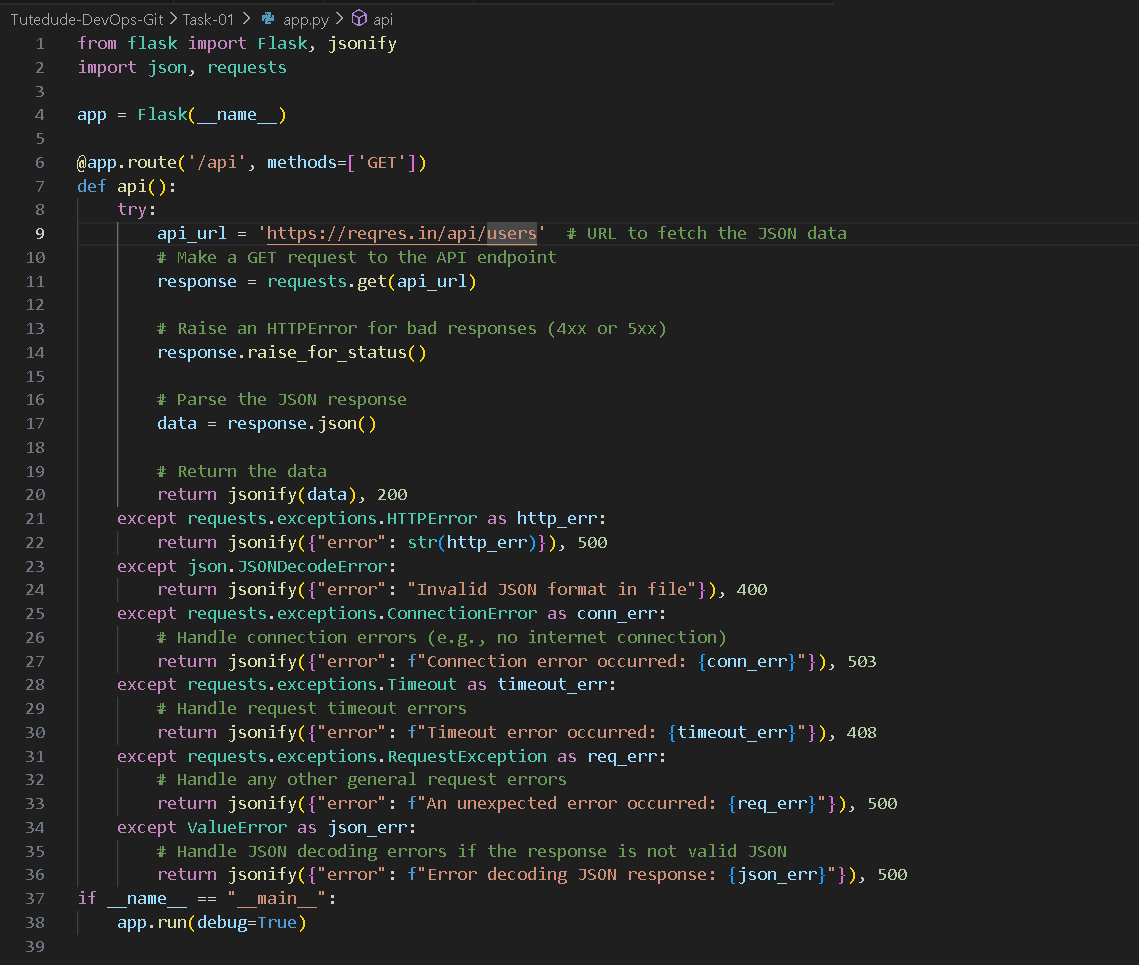 Tutedude-DevOps-Git > Task-01 > app.py > api
1 from flask import Flask, jsonify
2 import json, requests
3
4 app = Flask(__name__)
5
6 @app.route('/api', methods=['GET'])
7 def api():
8     try:
9         api_url = 'https://reqres.in/api/users'  # URL to fetch the JSON data
10         # Make a GET request to the API endpoint
11         response = requests.get(api_url)
12
13         # Raise an HTTPError for bad responses (4xx or 5xx)
14         response.raise_for_status()
15
16         # Parse the JSON response
17         data = response.json()
18
19         # Return the data
20         return jsonify(data), 200
21     except requests.exceptions.HTTPError as http_err:
22         return jsonify({"error": str(http_err)}), 500
23     except json.JSONDecodeError:
24         return jsonify({"error": "Invalid JSON format in file"}), 400
25     except requests.exceptions.ConnectionError as conn_err:
26         # Handle connection errors (e.g., no internet connection)
27         return jsonify({"error": f"Connection error occurred: {conn_err}"}), 503
28     except requests.exceptions.Timeout as timeout_err:
29         # Handle request timeout errors
30         return jsonify({"error": f"Timeout error occurred: {timeout_err}"}), 408
31     except requests.exceptions.RequestException as req_err:
32         # Handle any other general request errors
33         return jsonify({"error": f"An unexpected error occurred: {req_err}"}), 500
34     except ValueError as json_err:
35         # Handle JSON decoding errors if the response is not valid JSON
36         return jsonify({"error": f"Error decoding JSON response: {json_err}"}), 500
37 if __name__ == "__main__":
38     app.run(debug=True)
39